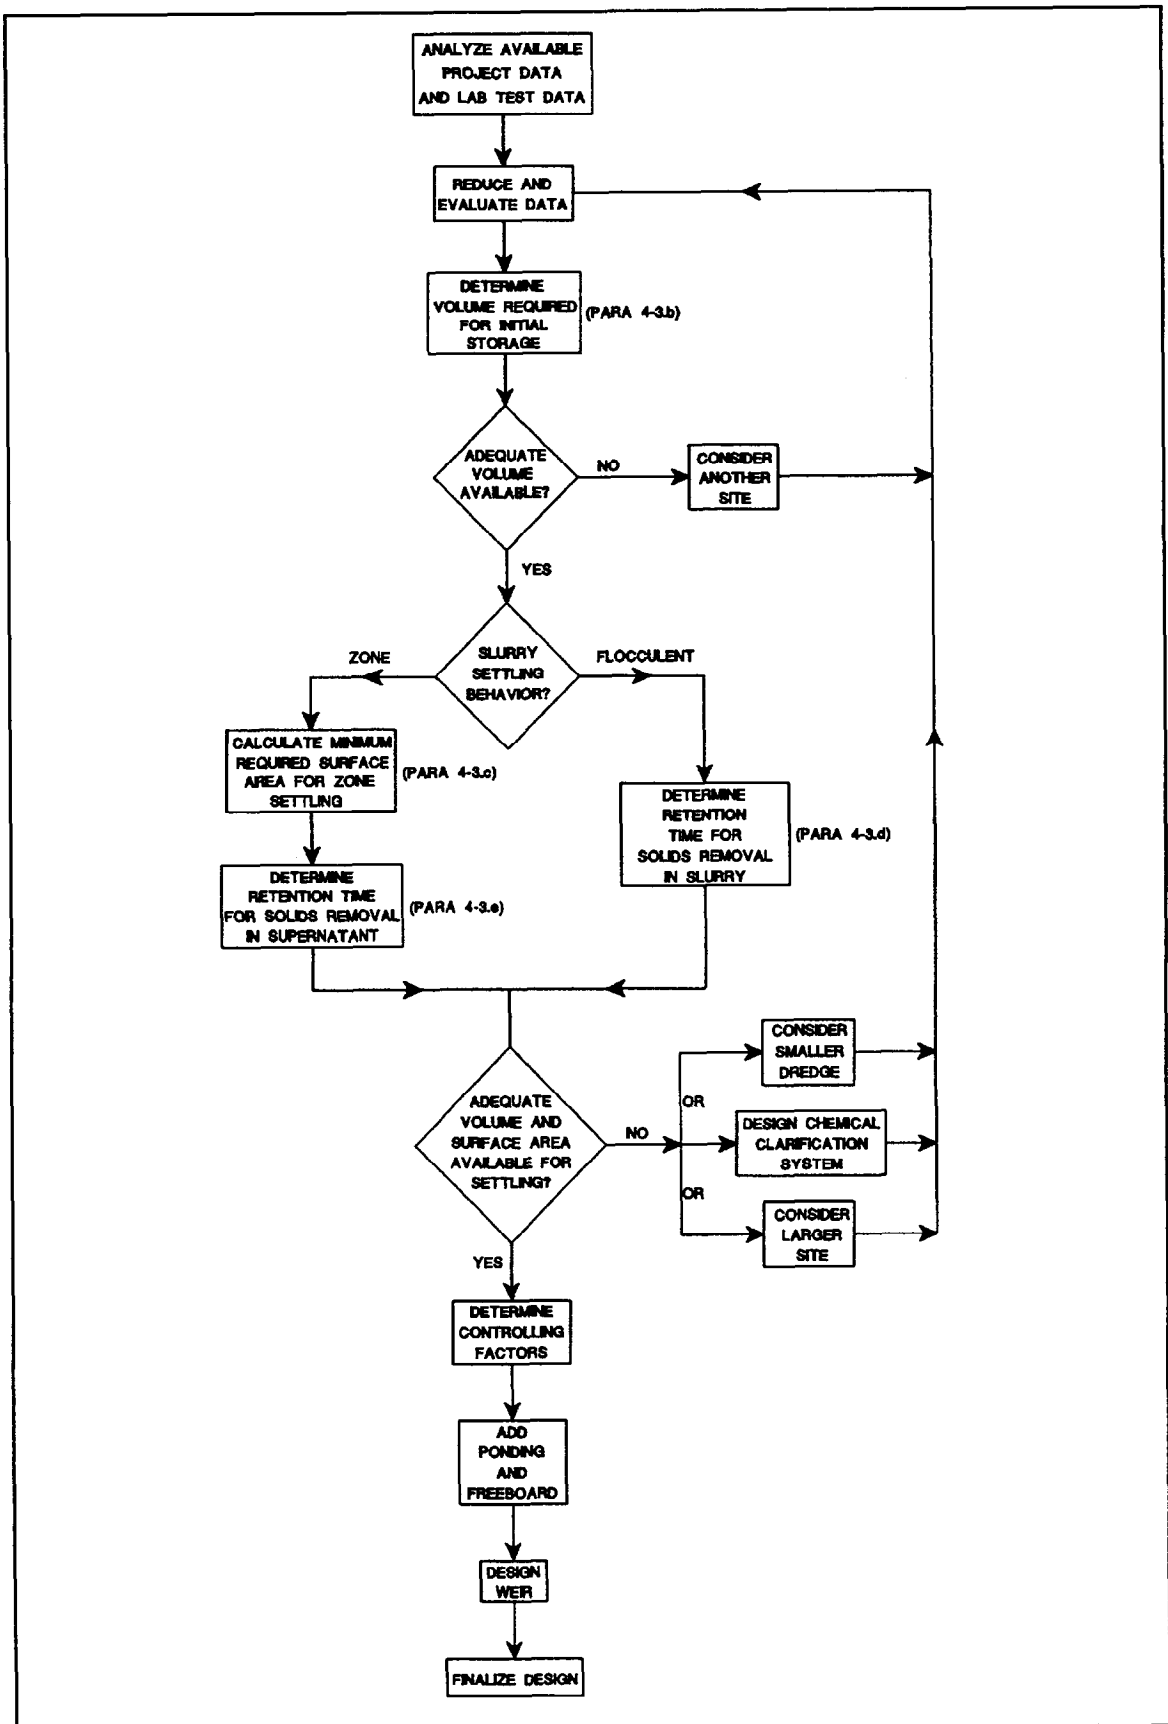 ANALYZE AVAILABLE
PROJECT DATA
AND LAB TEST DATA
REDUCE AND
EVALUATE DATA
DETERMINE
VOLUME REQUIRED
FOR INITIAL
STORAGE
(PARA 4-3.b)
ADEQUATE
VOLUME
AVAILABLE?
NO
CONSIDER
ANOTHER
SITE
YES
SLURRY
SETTLING
BEHAVIOR?
ZONE
FLOCCULENT
CALCULATE MINIMUM
REQUIRED SURFACE
AREA FOR ZONE
SETTLING
(PARA 4-3.c)
DETERMINE
RETENTION
TIME FOR
SOLIDS REMOVAL
IN SLURRY
(PARA 4-3.d)
DETERMINE
RETENTION TIME
FOR SOLIDS REMOVAL
IN SUPERNATANT
(PARA 4-3.e)
ADEQUATE
VOLUME AND
SURFACE AREA
AVAILABLE FOR
SETTLING?
NO
OR
OR
CONSIDER
SMALLER
DREDGE
DESIGN CHEMICAL
CLARIFICATION
SYSTEM
CONSIDER
LARGER
SITE
YES
DETERMINE
CONTROLLING
FACTORS
ADD
PONDING
AND
FREEBOARD
DESIGN
WEIR
FINALIZE DESIGN